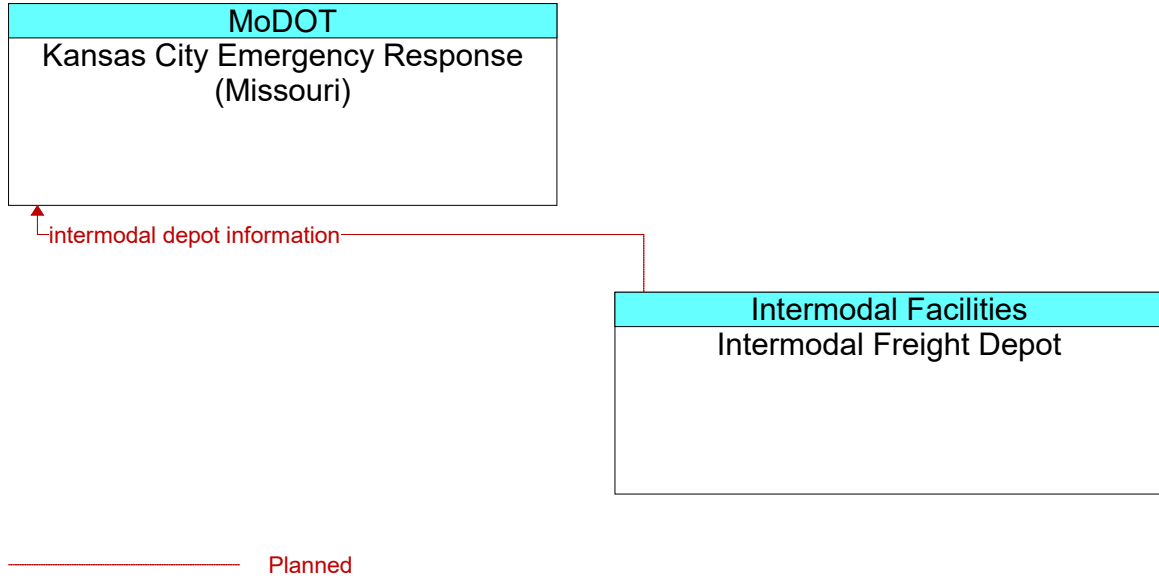 MoDOT
Kansas City Emergency Response
(Missouri)
intermodal depot information
Intermodal Facilities
Intermodal Freight Depot
Planned